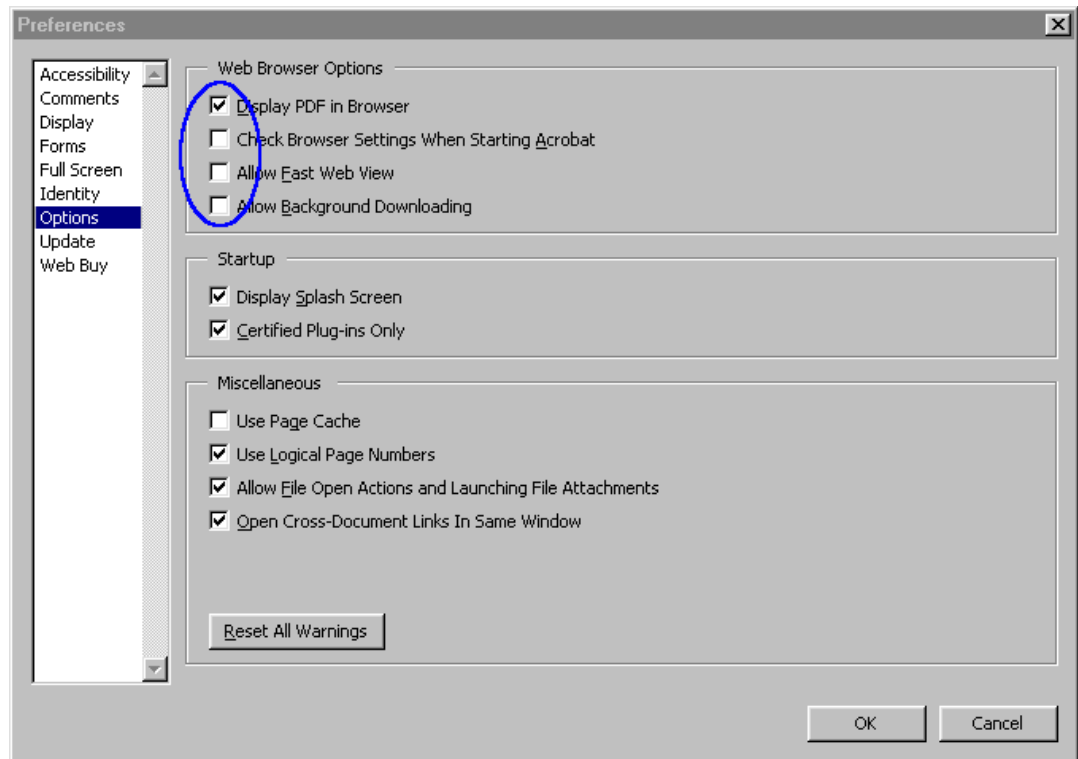 Preferences
Accessibility
Comments
Display
Forms
Full Screen
Identity
Options
Update
Web Buy
Web Browser Options
Display PDF in Browser
Check Browser Settings When Starting Acrobat
Allow Fast Web View
Allow Background Downloading
Startup
Display Splash Screen
Certified Plug-ins Only
Miscellaneous
Use Page Cache
Use Logical Page Numbers
Allow File Open Actions and Launching File Attachments
Open Cross-Document Links In Same Window
Reset All Warnings
OK Cancel